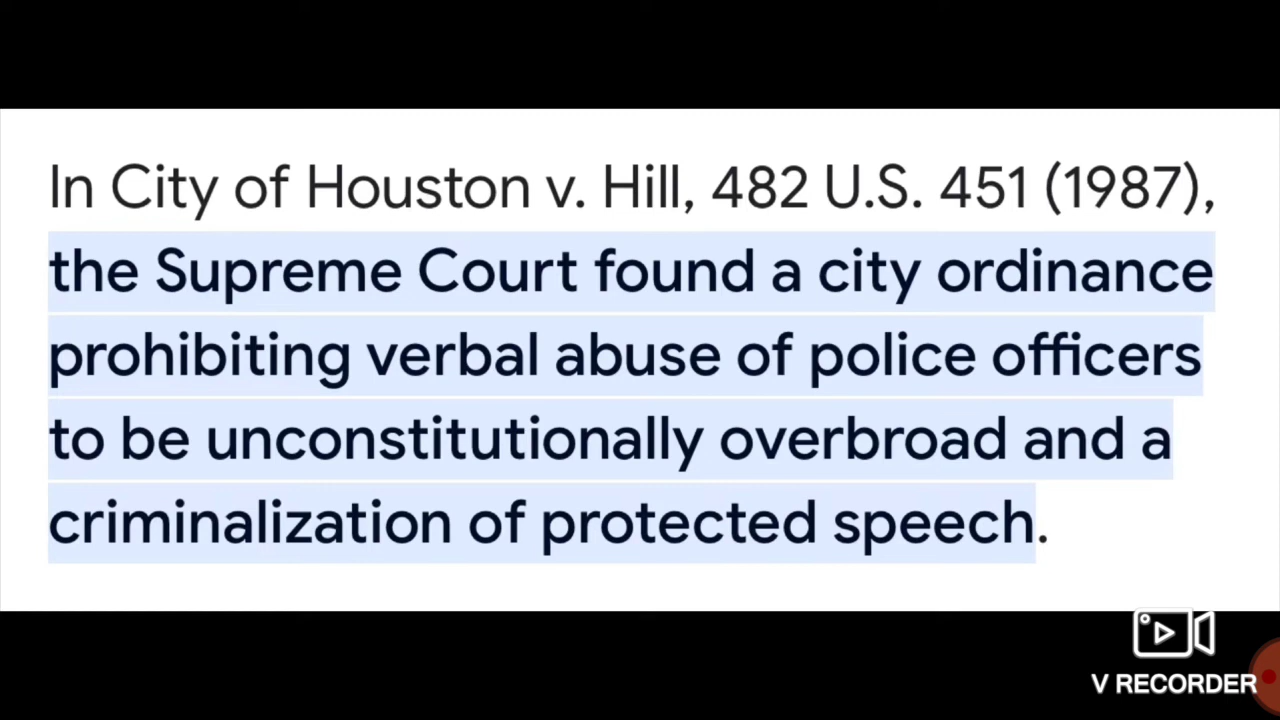 In City of Houston v. Hill, 482 U.S. 451 (1987),
the Supreme Court found a city ordinance
prohibiting verbal abuse of police officers
to be unconstitutionally overbroad and a
criminalization of protected speech.
V RECORDER